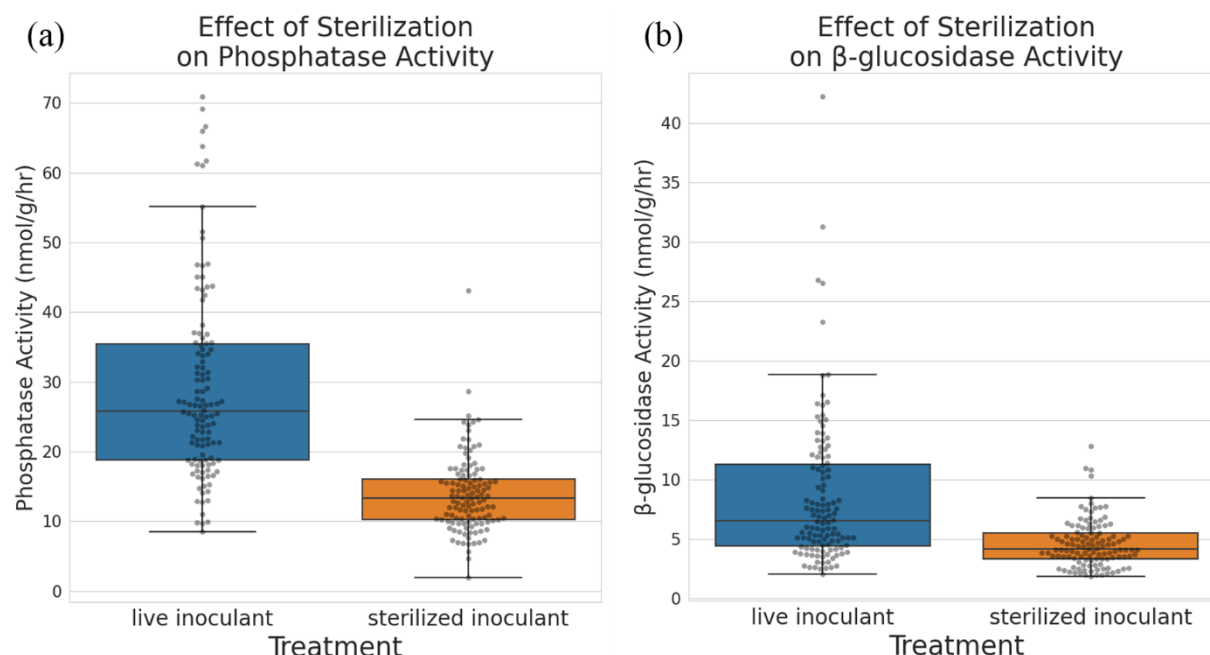 (a)
Effect of Sterilization
on Phosphatase Activity
Phosphatase Activity (nmol/g/hr)
70
60
50
40
30
20
10
0
live inoculant
sterilized inoculant
Treatment
(b)
Effect of Sterilization
on β-glucosidase Activity
β-glucosidase Activity (nmol/g/hr)
40
35
30
25
20
15
10
5
0
live inoculant
sterilized inoculant
Treatment